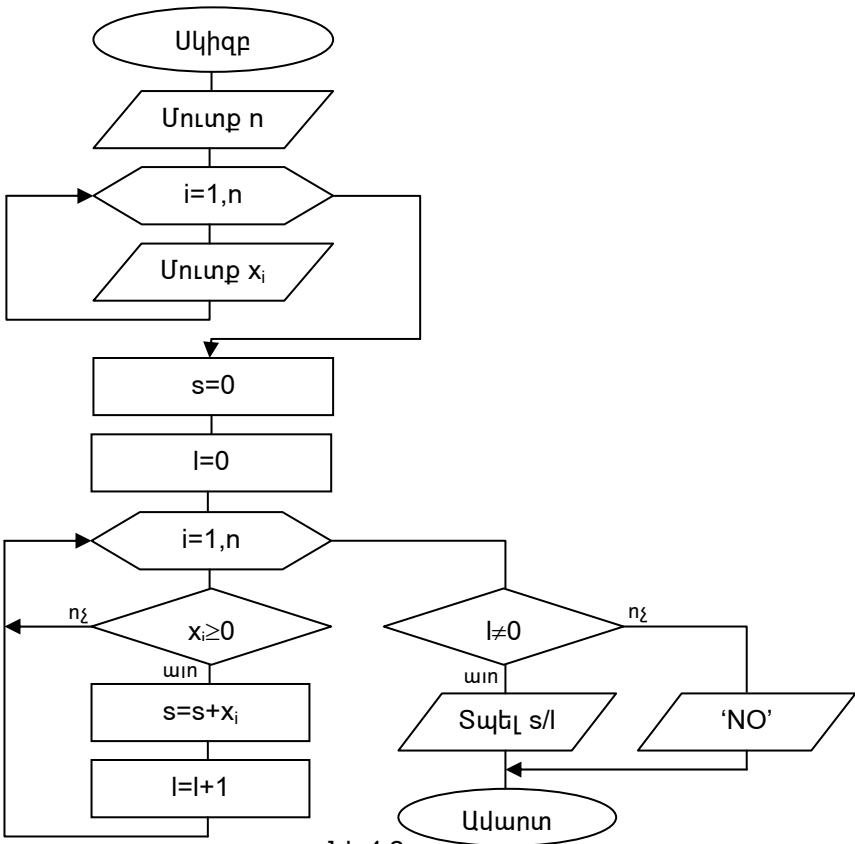 Սկիզբ
Մուտք n
i=1,n
Մուտք xᵢ
s=0
l=0
i=1,n
ոչ
xᵢ≥0
այո
s=s+xᵢ
l=l+1
l≠0
ոչ
այո
Տպել s/l
‘NO’
Ավարտ